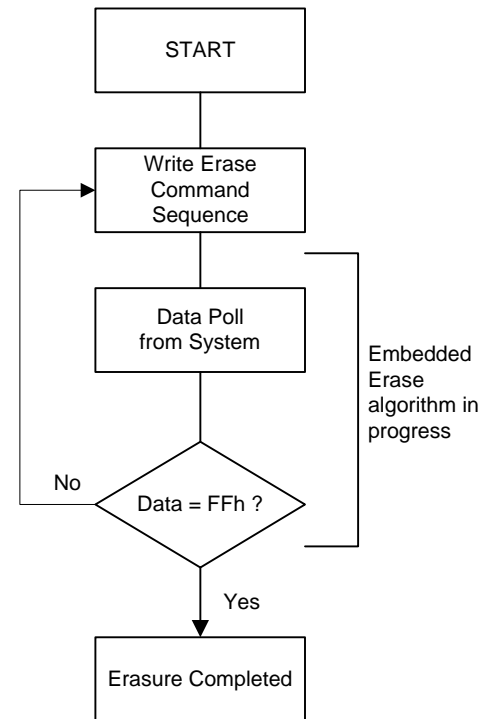 START
Write Erase
Command
Sequence
Data Poll
from System
Embedded
Erase
algorithm in
progress
No
Data = FFh ?
Yes
Erasure Completed